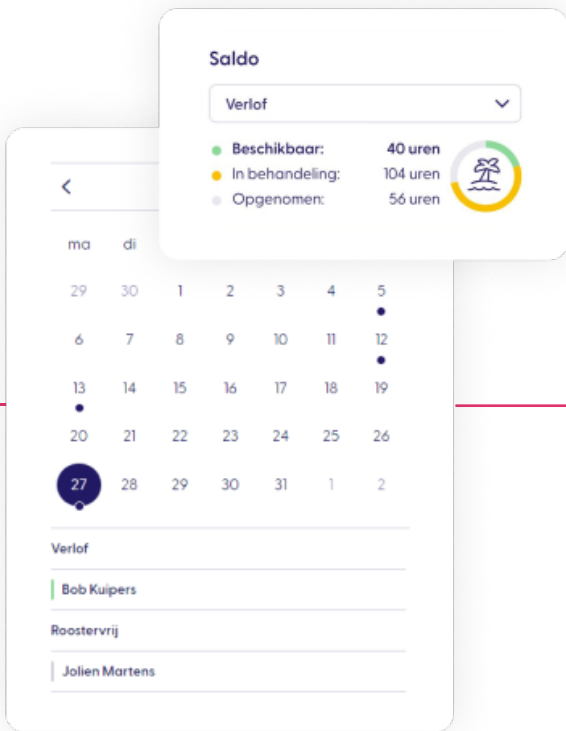 Saldo
Verlof
Beschikbaar: 40 uren
In behandeling: 104 uren
Opgenomen: 56 uren
ma di
29 30 1 2 3 4 5
6 7 8 9 10 11 12
13 14 15 16 17 18 19
20 21 22 23 24 25 26
27 28 29 30 31 1 2
Verlof
Bob Kuipers
Roostervrij
Jolien Martens